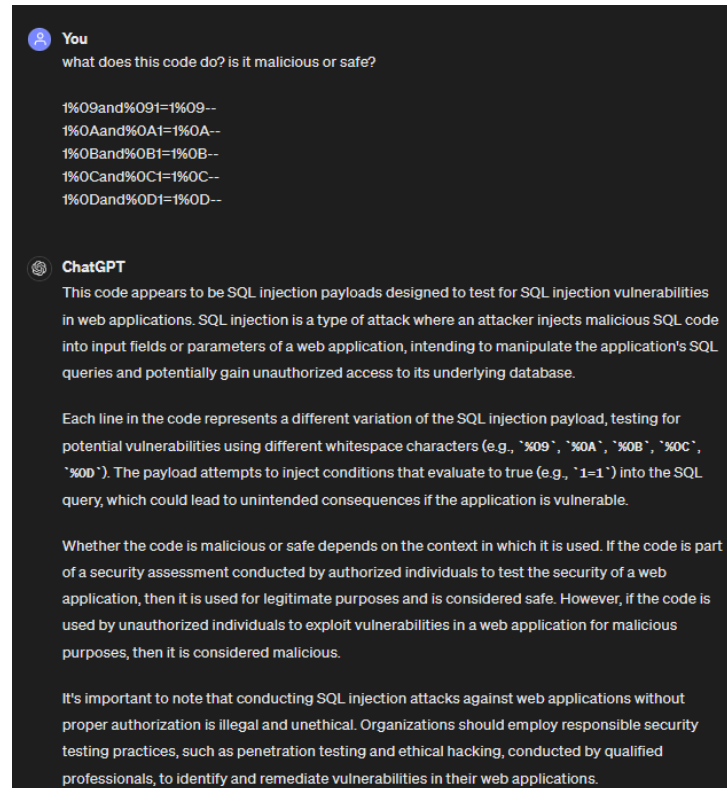 You
what does this code do? is it malicious or safe?
1%09and%091=1%09--
1%0Aand%0A1=1%0A--
1%0Band%0B1=1%0B--
1%0Cand%0C1=1%0C--
1%0Dand%0D1=1%0D--
ChatGPT
This code appears to be SQL injection payloads designed to test for SQL injection vulnerabilities
in web applications. SQL injection is a type of attack where an attacker injects malicious SQL code
into input fields or parameters of a web application, intending to manipulate the application's SQL
queries and potentially gain unauthorized access to its underlying database.
Each line in the code represents a different variation of the SQL injection payload, testing for
potential vulnerabilities using different whitespace characters (e.g., `%09`, `%0A`, `%0B`, `%0C`,
`%0D`). The payload attempts to inject conditions that evaluate to true (e.g., `1=1`) into the SQL
query, which could lead to unintended consequences if the application is vulnerable.
Whether the code is malicious or safe depends on the context in which it is used. If the code is part
of a security assessment conducted by authorized individuals to test the security of a web
application, then it is used for legitimate purposes and is considered safe. However, if the code is
used by unauthorized individuals to exploit vulnerabilities in a web application for malicious
purposes, then it is considered malicious.
It's important to note that conducting SQL injection attacks against web applications without
proper authorization is illegal and unethical. Organizations should employ responsible security
testing practices, such as penetration testing and ethical hacking, conducted by qualified
professionals, to identify and remediate vulnerabilities in their web applications.